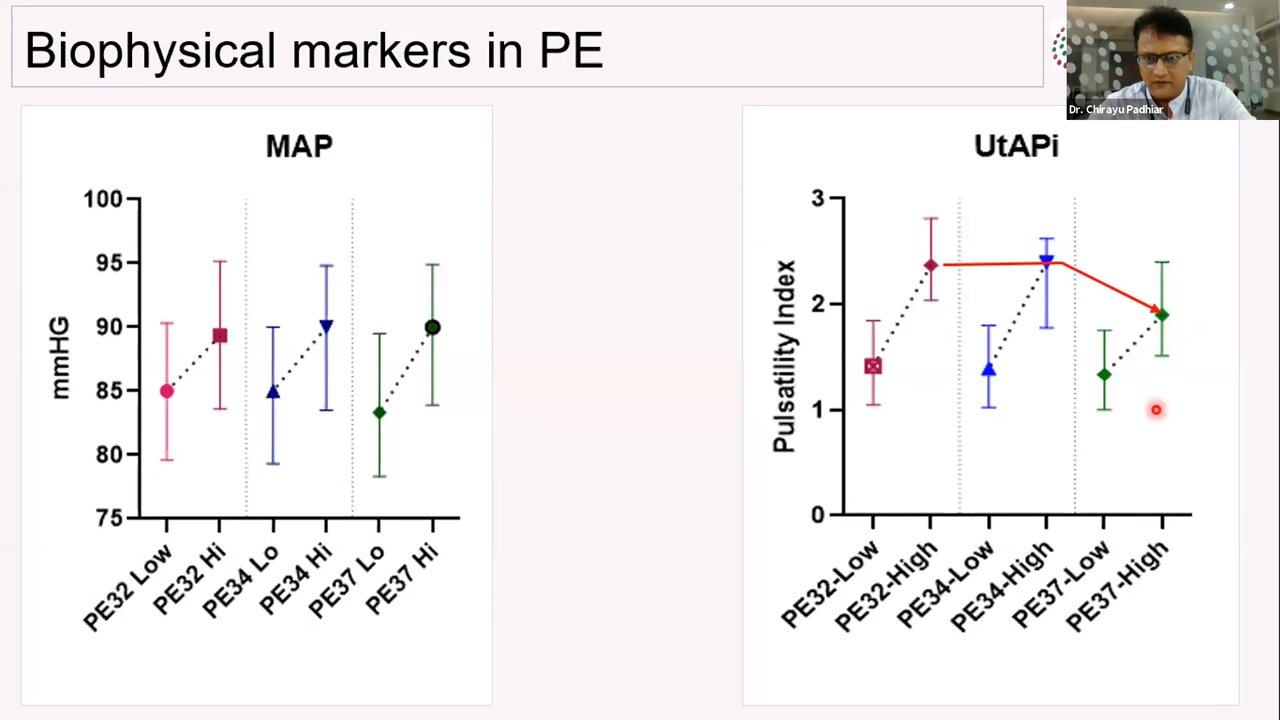 Biophysical markers in PE
Dr. Chirayu Padhiar
MAP
100
95
90
85
80
75
mmHG
PE32 Low
PE32 Hi
PE34 Lo
PE34 Hi
PE37 Lo
PE37 Hi
UtAPi
3
2
1
0
Pulsatility Index
PE32-Low
PE32-High
PE34-Low
PE34-High
PE37-Low
PE37-High